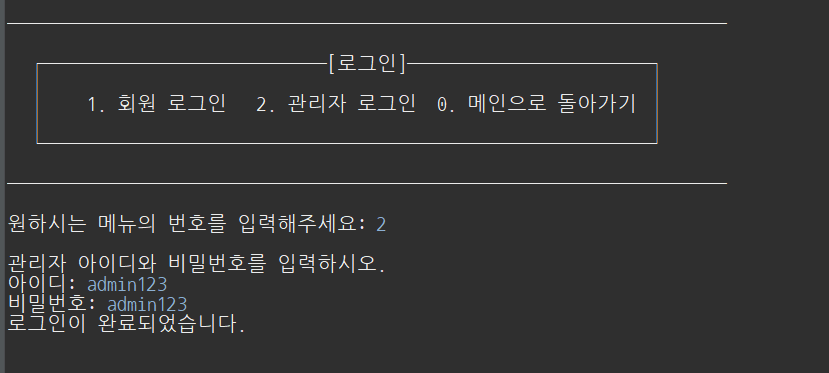 [로그인]
1. 회원 로그인 2. 관리자 로그인 0. 메인으로 돌아가기
원하시는 메뉴의 번호를 입력해주세요: 2
관리자 아이디와 비밀번호를 입력하시오.
아이디: admin123
비밀번호: admin123
로그인이 완료되었습니다.